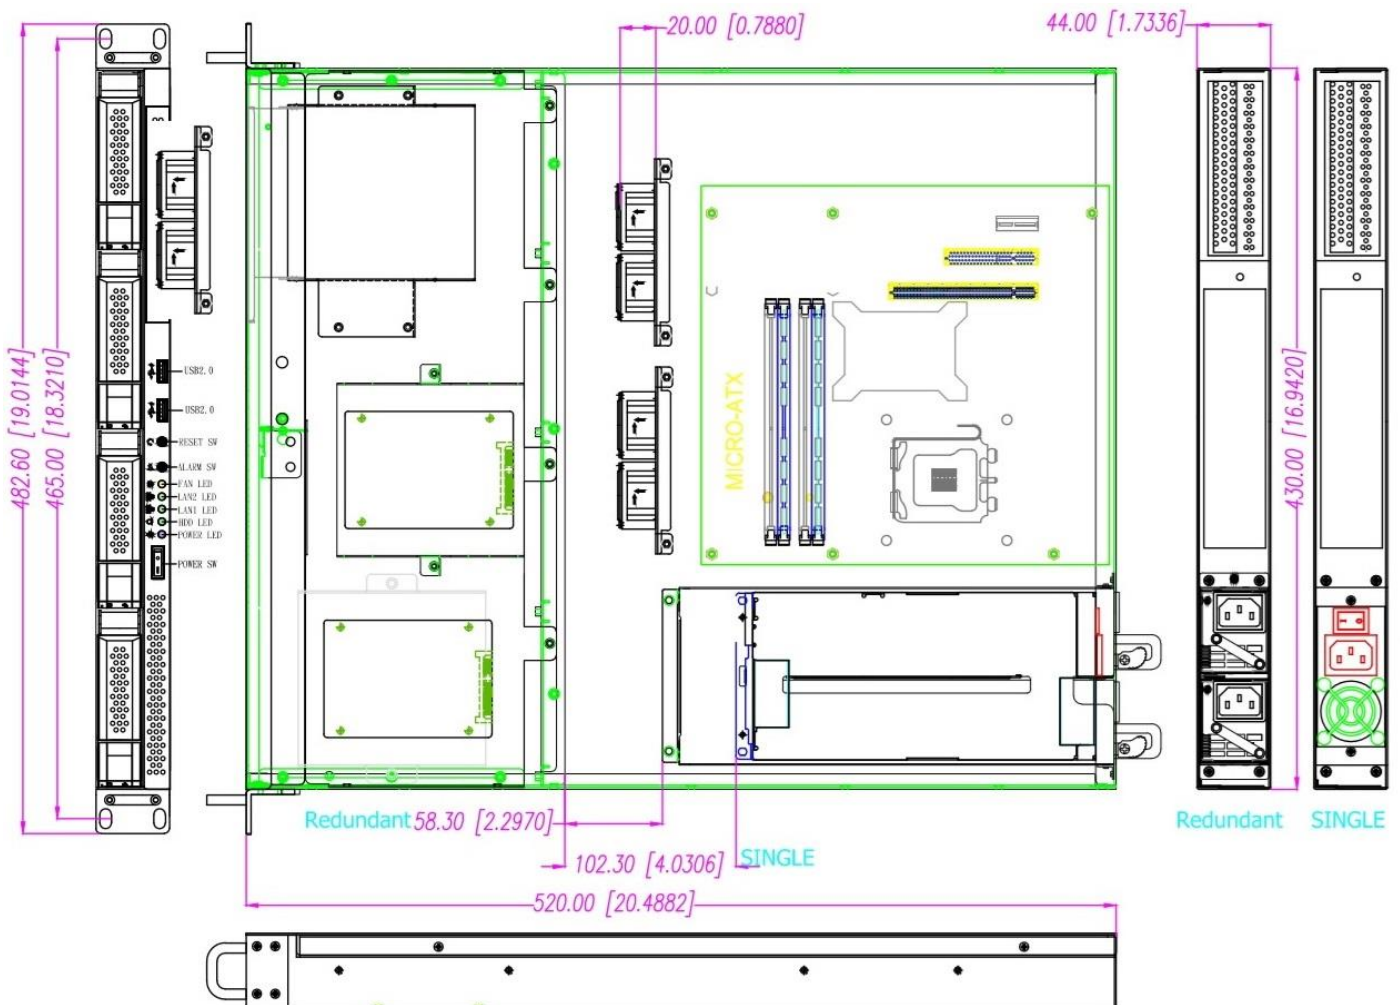 20.00 [0.7880]
44.00 [1.7336]
482.60 [19.0144]
465.00 [18.3210]
USB2.0
USB2.0
RESET SW
ALARM SW
FAN LED
LAN2 LED
LAN1 LED
HDD LED
POWER LED
POWER SW
MICRO-ATX
430.00 [16.9420]
Redundant 58.30 [2.2970]
102.30 [4.0306] SINGLE
520.00 [20.4882]
Redundant
SINGLE